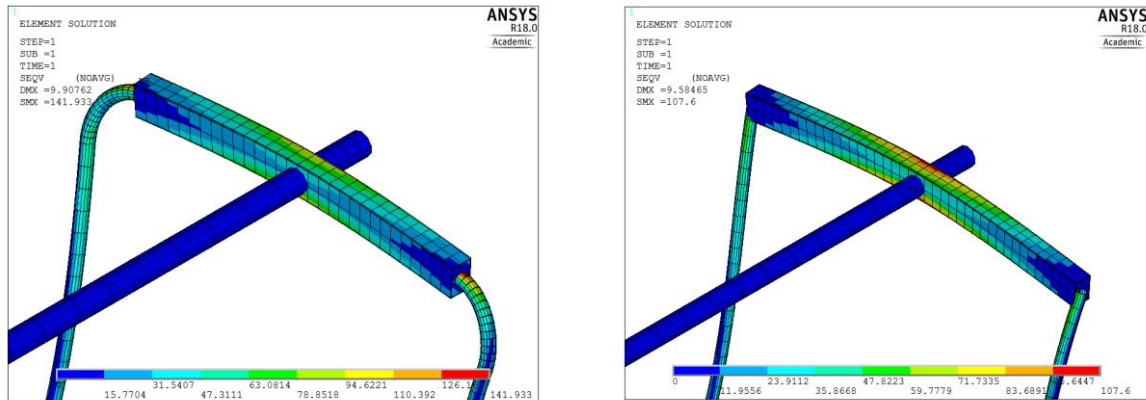 1
ELEMENT SOLUTION
STEP=1
SUB =1
TIME=1
SEQV (NOAVG)
DMX =9.90762
SMX =141.933
ANSYS
R18.0
Academic
31.5407 63.0814 94.6221 126.1
15.7704 47.3111 78.8518 110.392 141.933
1
ELEMENT SOLUTION
STEP=1
SUB =1
TIME=1
SEQV (NOAVG)
DMX =9.58465
SMX =107.6
ANSYS
R18.0
Academic
0 23.9112 47.8223 71.7335 .6447
11.9556 35.8668 59.7779 83.6891 107.6